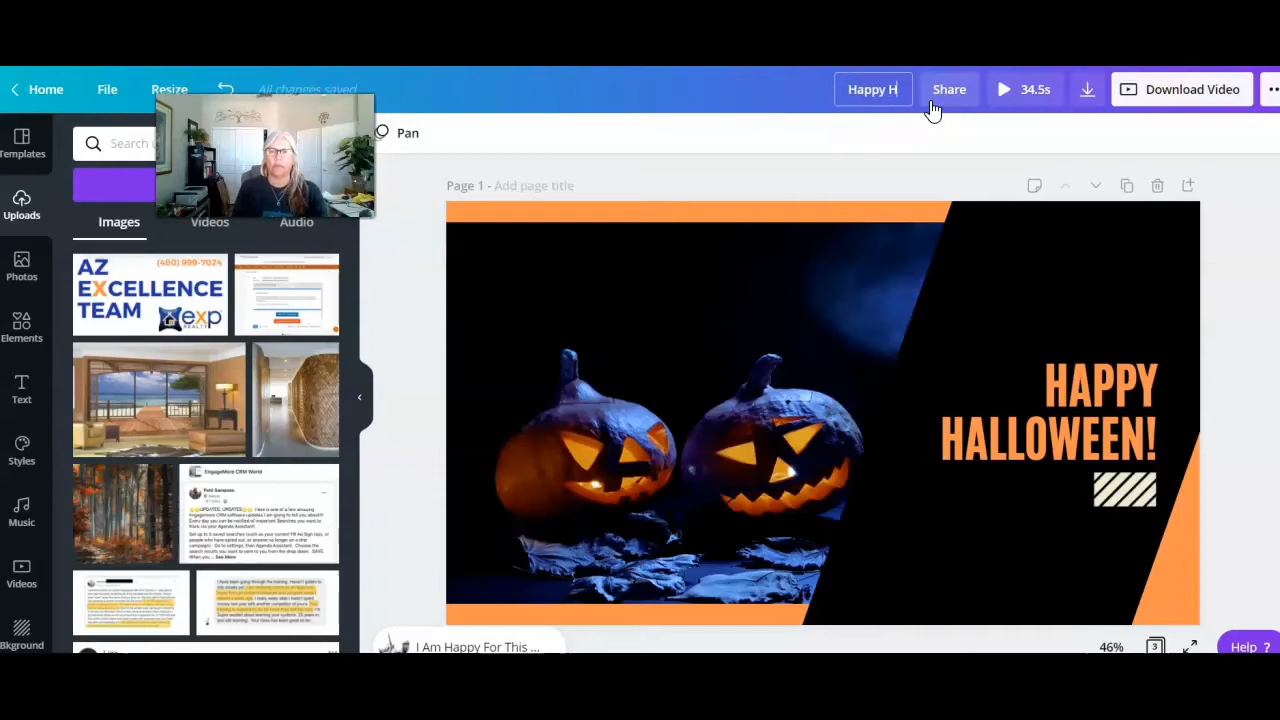 Home
File
Resize
All changes saved
Happy H
Share
34.5s
Download Video
Templates
Search
Pan
Uploads
Images
Videos
Audio
Page 1 - Add page title
Photos
Elements
Text
Styles
Music
Videos
Bkground
AZ
EXCELLENCE
TEAM
(480) 999-7024
exp
REALTY
EngageMore CRM World
HAPPY
HALLOWEEN!
I Am Happy For This ...
46%
3
Help ?